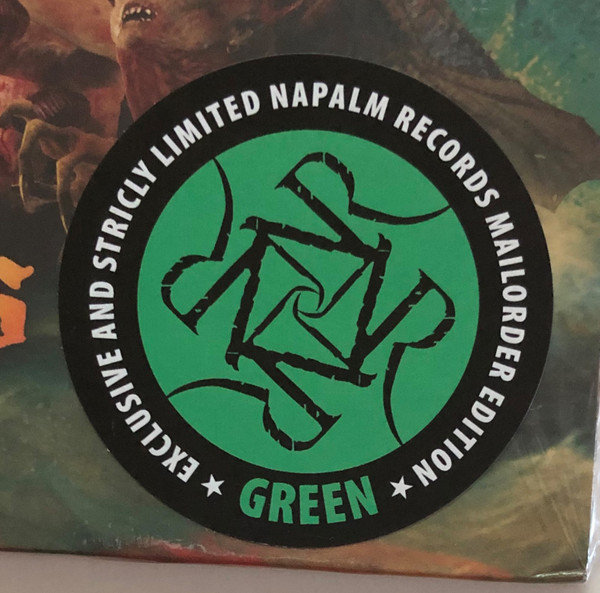 EXCLUSIVE AND STRICLY LIMITED NAPALM RECORDS MAILORDER EDITION
GREEN